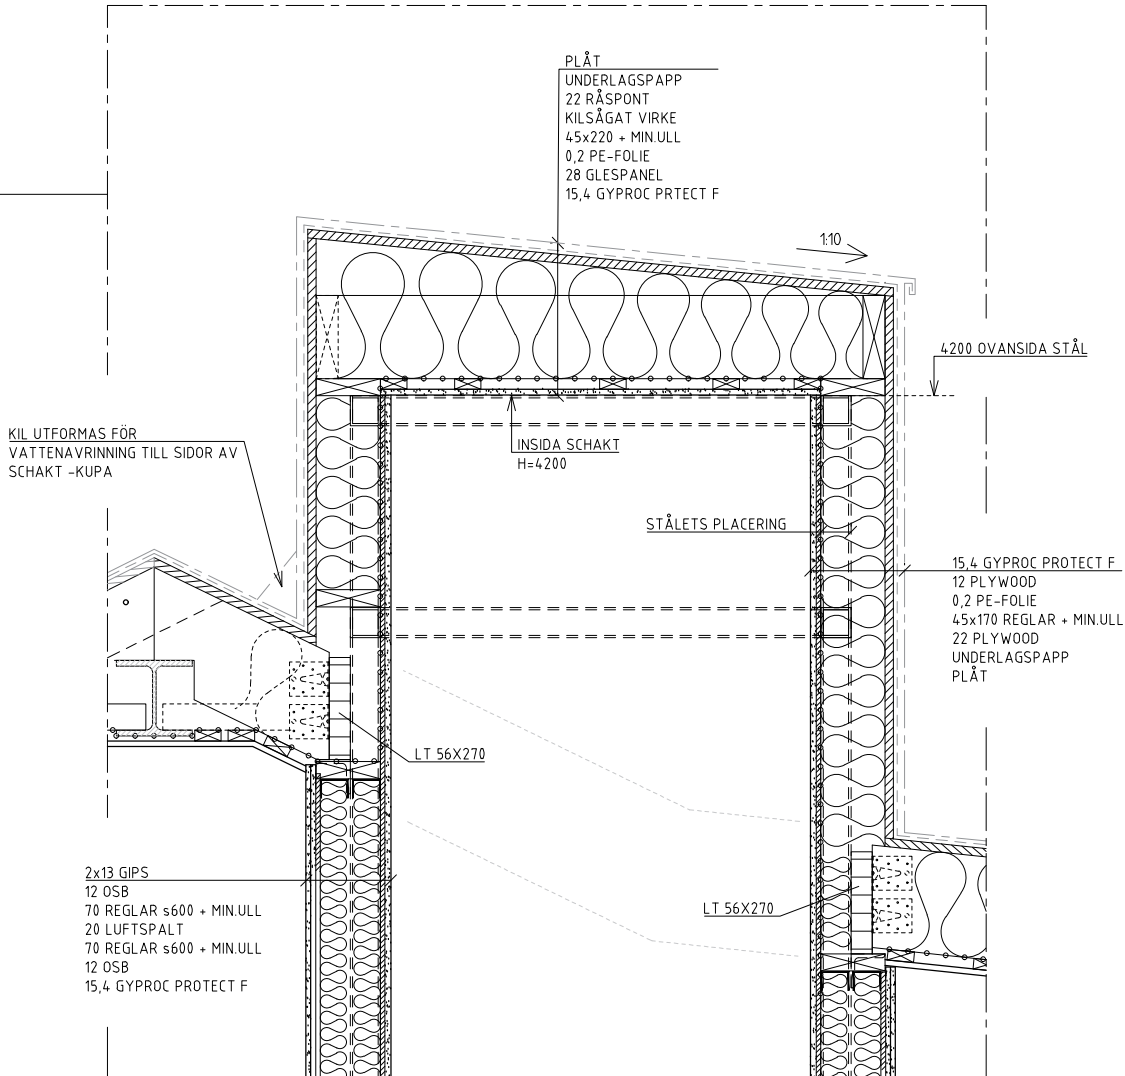 PLÅT
UNDERLAGSPAPP
22 RÅSPONT
KILSÅGAT VIRKE
45x220 + MIN.ULL
0,2 PE-FOLIE
28 GLESPANEL
15,4 GYPROC PRTECT F
1:10
4200 OVANSIDA STÅL
KIL UTFORMAS FÖR
VATTENAVRINNING TILL SIDOR AV
SCHAKT -KUPA
INSIDA SCHAKT
H=4200
STÅLETS PLACERING
15,4 GYPROC PROTECT F
12 PLYWOOD
0,2 PE-FOLIE
45x170 REGLAR + MIN.ULL
22 PLYWOOD
UNDERLAGSPAPP
PLÅT
LT 56X270
2x13 GIPS
12 OSB
70 REGLAR s600 + MIN.ULL
20 LUFTSPALT
70 REGLAR s600 + MIN.ULL
12 OSB
15,4 GYPROC PROTECT F
LT 56X270